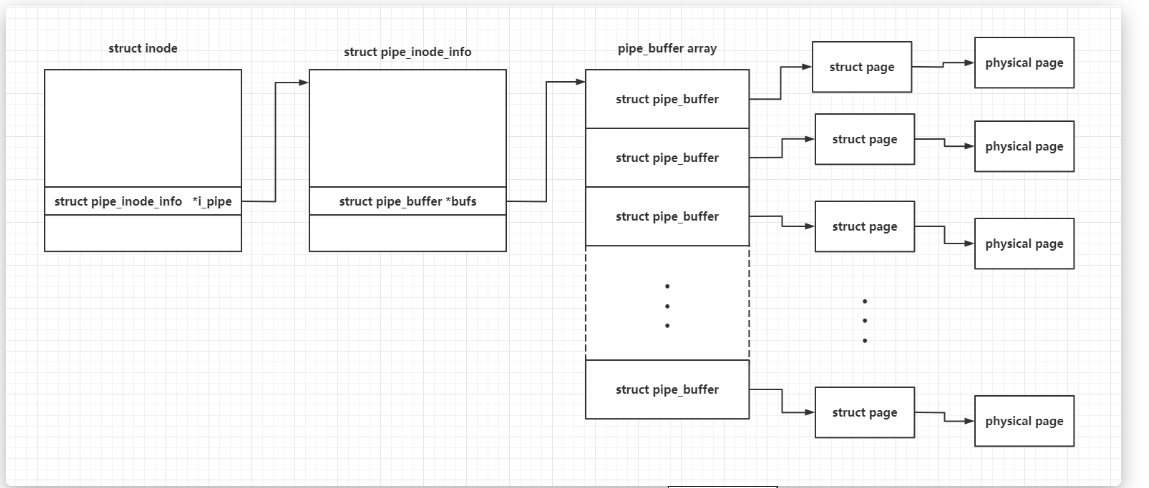 struct inode
struct pipe_inode_info
pipe_buffer array
struct pipe_inode_info *i_pipe
struct pipe_buffer *bufs
struct pipe_buffer
struct pipe_buffer
struct pipe_buffer
struct pipe_buffer
struct page
physical page
struct page
physical page
struct page
physical page
struct page
physical page